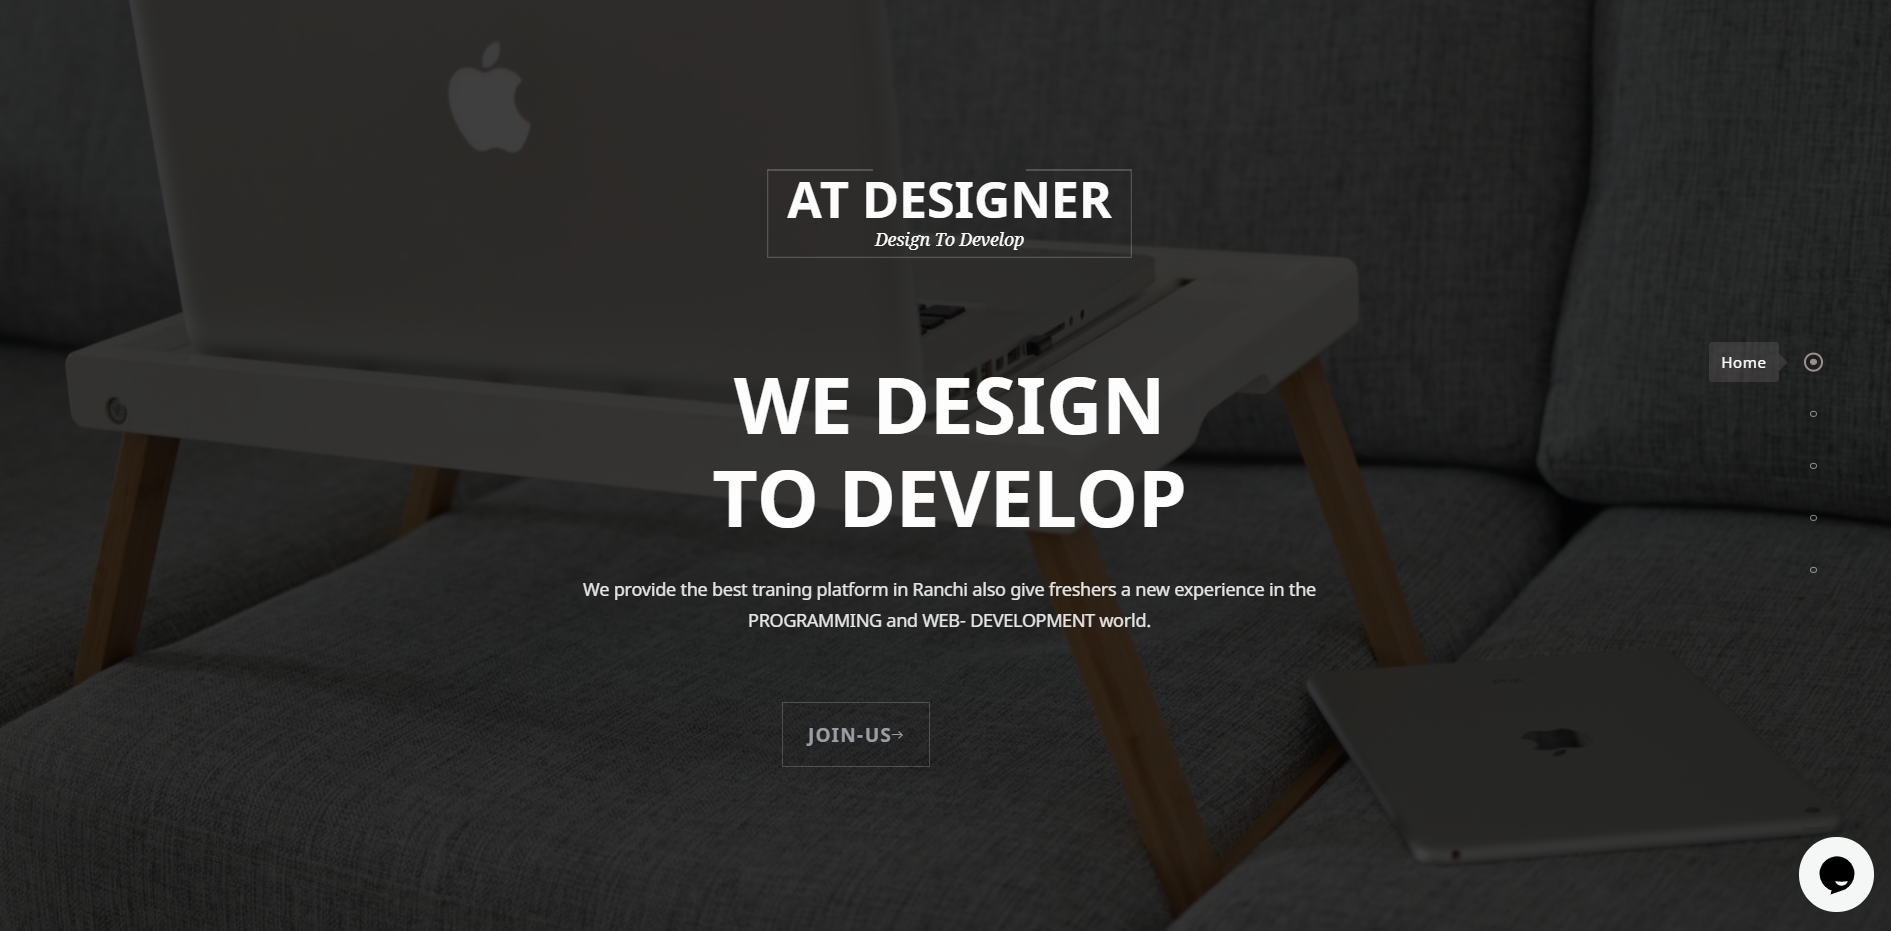 AT DESIGNER
Design To Develop
Home
WE DESIGN
TO DEVELOP
We provide the best traning platform in Ranchi also give freshers a new experience in the
PROGRAMMING and WEB- DEVELOPMENT world.
JOIN-US→